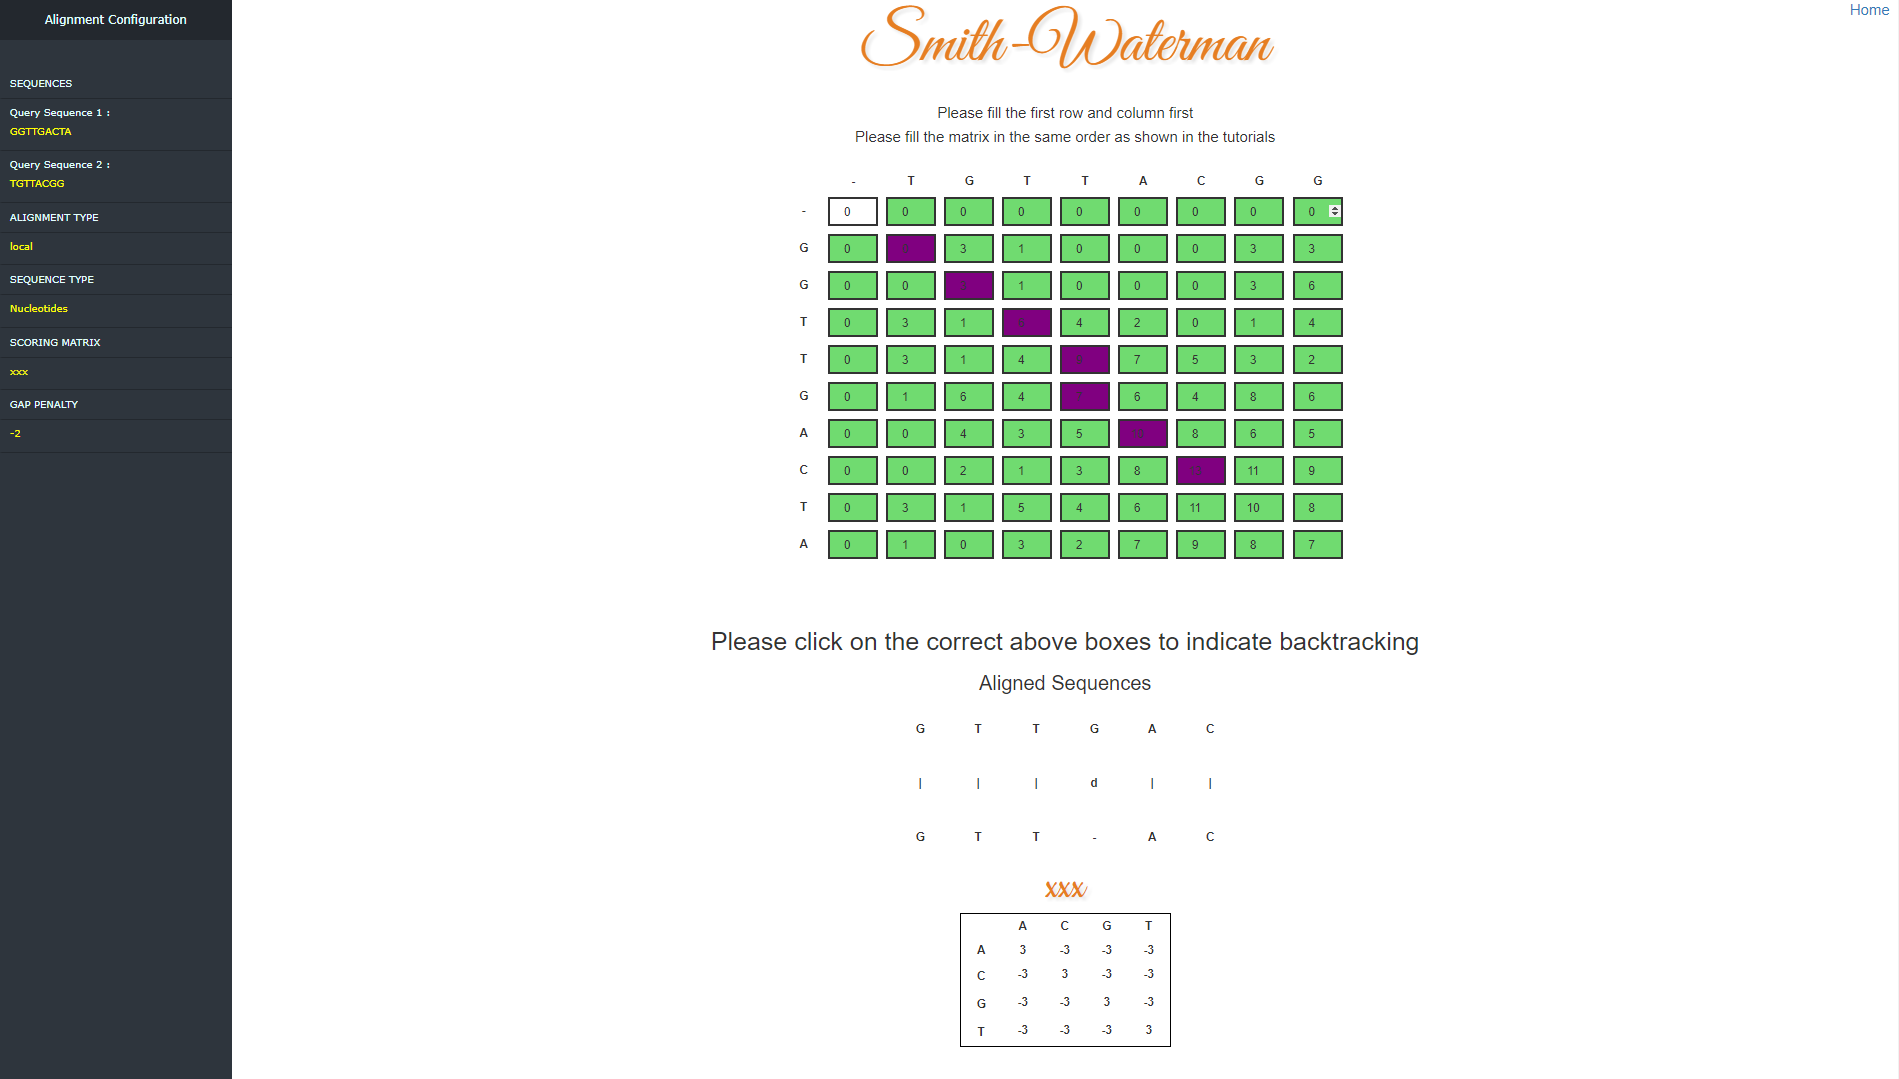 Alignment Configuration
Home
Smith-Waterman
SEQUENCES
Query Sequence 1 :
GGTTGACTA
Query Sequence 2 :
TGTTACGG
ALIGNMENT TYPE
local
SEQUENCE TYPE
Nucleotides
SCORING MATRIX
xxx
GAP PENALTY
-2
Please fill the first row and column first
Please fill the matrix in the same order as shown in the tutorials
- T G T T A C G G
- 0 0 0 0 0 0 0 0 0
G 0 3 1 0 0 0 3 3
G 0 0 1 0 0 0 3 6
T 0 3 1 4 2 0 1 4
T 0 3 1 4 7 5 3 2
G 0 1 6 4 6 4 8 6
A 0 0 4 3 5 8 6 5
C 0 0 2 1 3 8 11 9
T 0 3 1 5 4 6 11 10 8
A 0 1 0 3 2 7 9 8 7
Please click on the correct above boxes to indicate backtracking
Aligned Sequences
G T T G A C
| | | d | |
G T T - A C
xxx
A C G T
A 3 -3 -3 -3
C -3 3 -3 -3
G -3 -3 3 -3
T -3 -3 -3 3